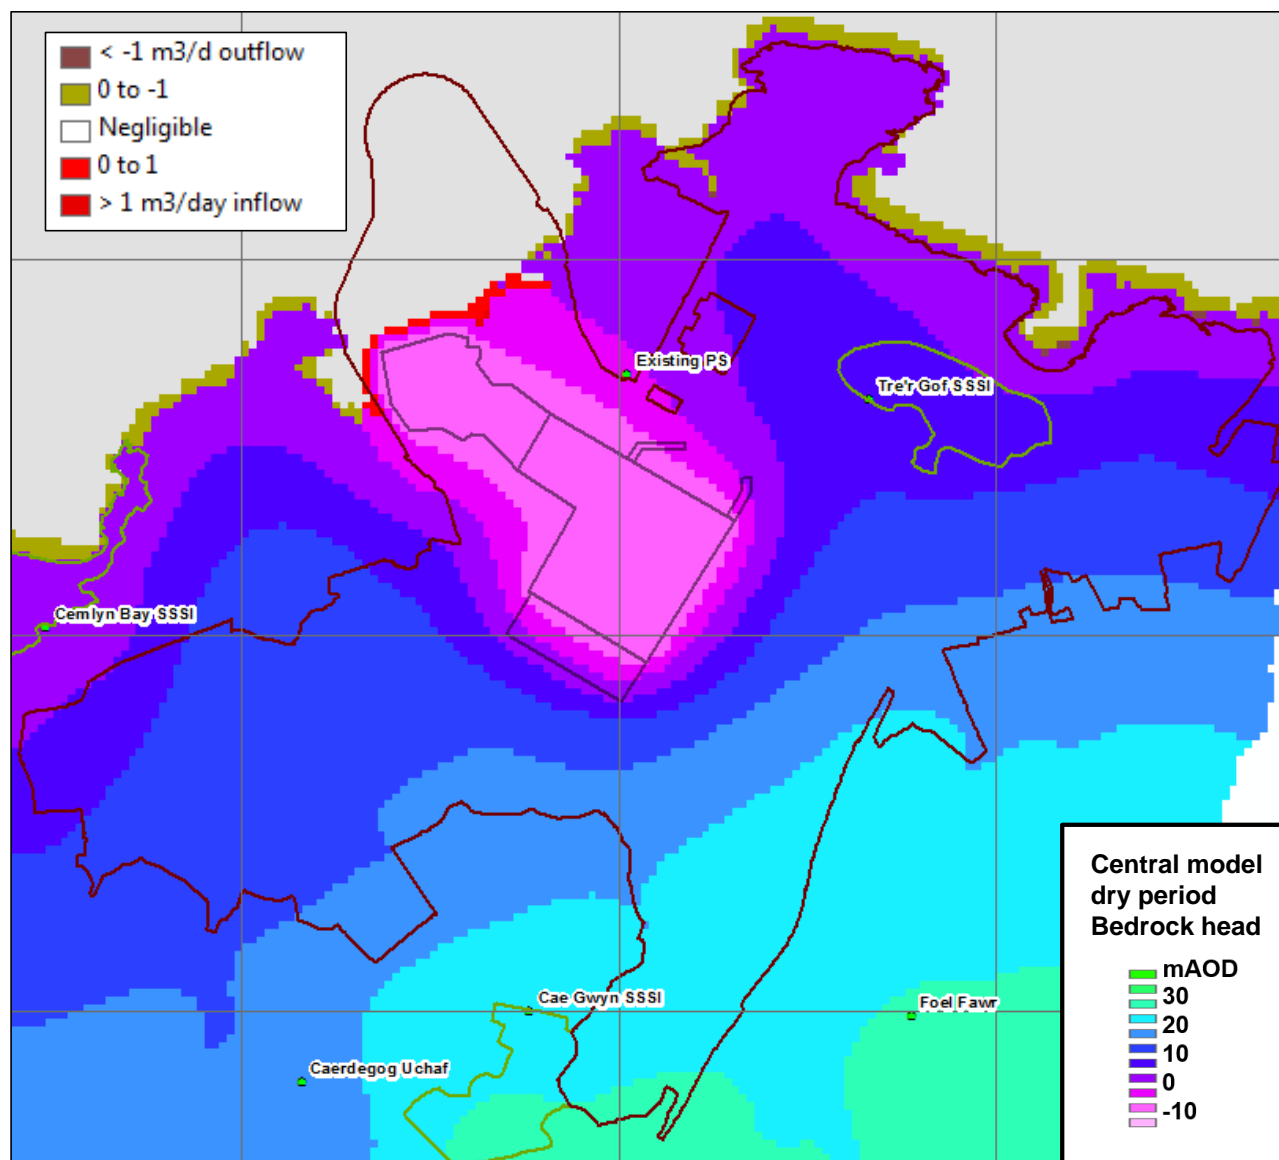 < -1 m3/d outflow
0 to -1
Negligible
0 to 1
> 1 m3/day inflow
Existing PS
Tre'r Gof SSSI
Cemlyn Bay SSSI
Cae Gwyn SSSI
Foel Fawr
Caerdegog Uchaf
Central model
dry period
Bedrock head
mAOD
30
20
10
0
-10